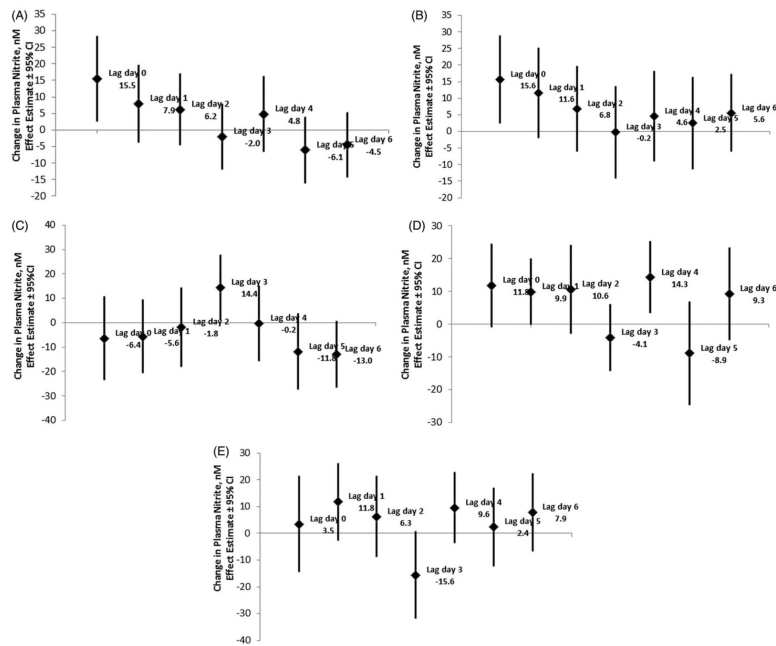 (A)
Change in Plasma Nitrite, nM
Effect Estimate ± 95% CI
35
30
25
20
15
10
5
0
-5
-10
-15
-20
Lag day 0
15.5
Lag day 1
7.9
Lag day 2
6.2
Lag day 3
-2.0
Lag day 4
4.8
Lag day 5
-6.1
Lag day 6
-4.5
(B)
Change in Plasma Nitrite, nM
Effect Estimate ± 95% CI
35
30
25
20
15
10
5
0
-5
-10
-15
-20
Lag day 0
15.6
Lag day 1
11.6
Lag day 2
6.8
Lag day 3
-0.2
Lag day 4
4.6
Lag day 5
2.5
Lag day 6
5.6
(C)
Change in Plasma Nitrite, nM
Effect Estimate ± 95%CI
40
30
20
10
0
-10
-20
-30
-40
Lag day 0
-6.4
Lag day 1
-5.6
Lag day 2
-1.8
Lag day 3
14.4
Lag day 4
-0.2
Lag day 5
-11.8
Lag day 6
-13.0
(D)
Change in Plasma Nitrite, nM
Effect Estimate ± 95% CI
30
20
10
0
-10
-20
-30
Lag day 0
11.8
Lag day 1
9.9
Lag day 2
10.6
Lag day 3
-4.1
Lag day 4
14.3
Lag day 5
-8.9
Lag day 6
9.3
(E)
Change in Plasma Nitrite, nM
Effect Estimate ± 95% CI
30
20
10
0
-10
-20
-30
-40
Lag day 0
3.5
Lag day 1
11.8
Lag day 2
6.3
Lag day 3
-15.6
Lag day 4
9.6
Lag day 5
2.4
Lag day 6
7.9